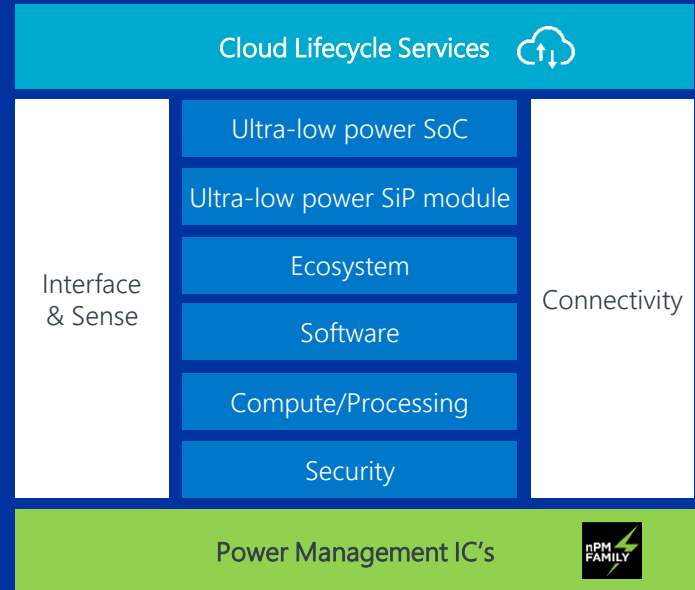 Cloud Lifecycle Services
Ultra-low power SoC
Ultra-low power SiP module
Ecosystem
Software
Compute/Processing
Security
Interface
& Sense
Connectivity
Power Management IC's
nPM
FAMILY